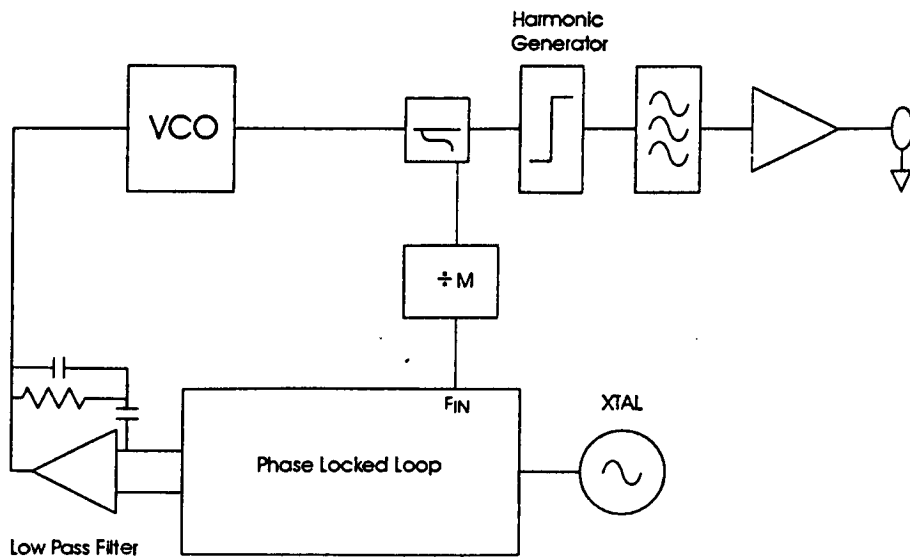 Harmonic
Generator
VCO
÷M
FIN
XTAL
Phase Locked Loop
Low Pass Filter